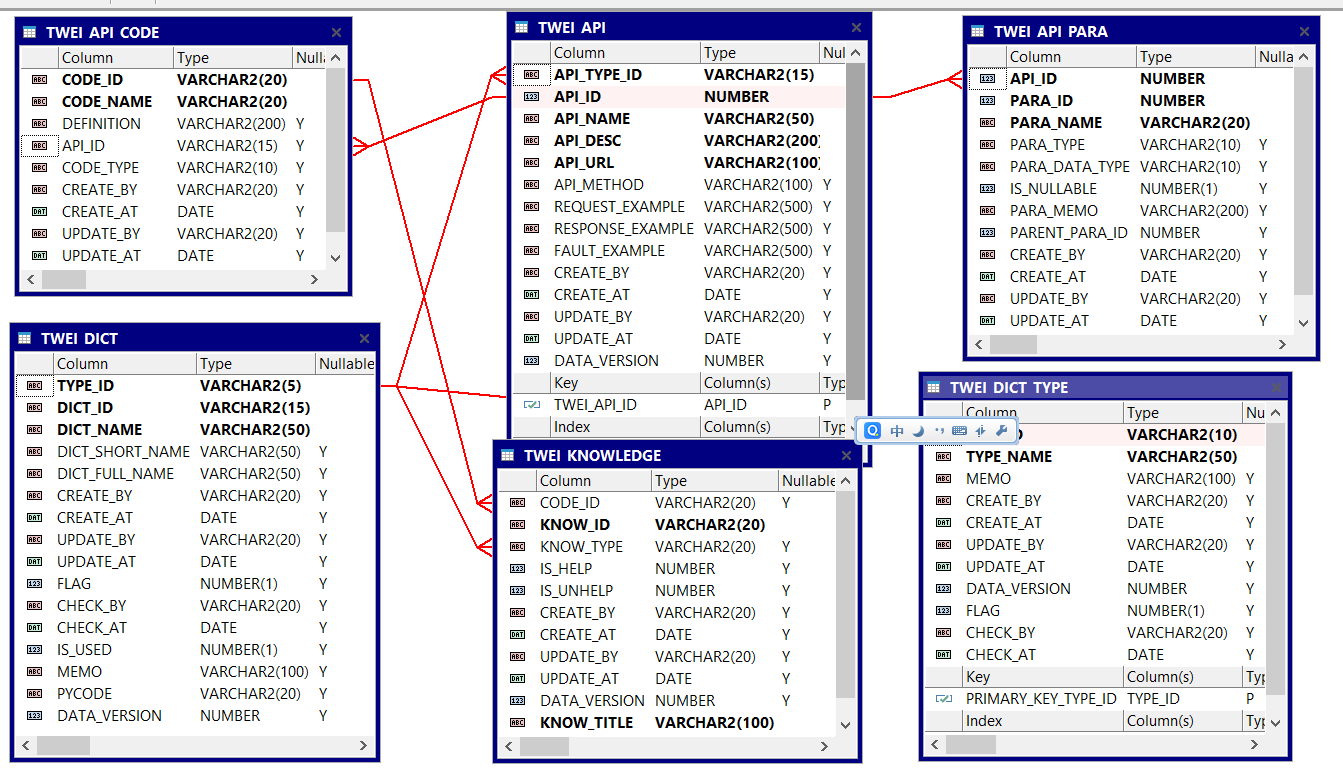 TWEI API CODE
Column Type Nulla
CODE_ID VARCHAR2(20)
CODE_NAME VARCHAR2(20)
DEFINITION VARCHAR2(200) Y
API_ID VARCHAR2(15) Y
CODE_TYPE VARCHAR2(10) Y
CREATE_BY VARCHAR2(20) Y
CREATE_AT DATE Y
UPDATE_BY VARCHAR2(20) Y
UPDATE_AT DATE Y
TWEI API
Column Type Nul
API_TYPE_ID VARCHAR2(15)
API_ID NUMBER
API_NAME VARCHAR2(50)
API_DESC VARCHAR2(200)
API_URL VARCHAR2(100)
API_METHOD VARCHAR2(100) Y
REQUEST_EXAMPLE VARCHAR2(500) Y
RESPONSE_EXAMPLE VARCHAR2(500) Y
FAULT_EXAMPLE VARCHAR2(500) Y
CREATE_BY VARCHAR2(20) Y
CREATE_AT DATE Y
UPDATE_BY VARCHAR2(20) Y
UPDATE_AT DATE Y
DATA_VERSION NUMBER Y
Key Column(s) Typ
TWEI_API_ID API_ID P
Index Column(s) Typ
TWEI API PARA
Column Type Nulla
API_ID NUMBER
PARA_ID NUMBER
PARA_NAME VARCHAR2(20)
PARA_TYPE VARCHAR2(10) Y
PARA_DATA_TYPE VARCHAR2(10) Y
IS_NULLABLE NUMBER(1) Y
PARA_MEMO VARCHAR2(200) Y
PARENT_PARA_ID NUMBER Y
CREATE_BY VARCHAR2(20) Y
CREATE_AT DATE Y
UPDATE_BY VARCHAR2(20) Y
UPDATE_AT DATE Y
TWEI DICT
Column Type Nullable
TYPE_ID VARCHAR2(5)
DICT_ID VARCHAR2(15)
DICT_NAME VARCHAR2(50)
DICT_SHORT_NAME VARCHAR2(50) Y
DICT_FULL_NAME VARCHAR2(50) Y
CREATE_BY VARCHAR2(20) Y
CREATE_AT DATE Y
UPDATE_BY VARCHAR2(20) Y
UPDATE_AT DATE Y
FLAG NUMBER(1) Y
CHECK_BY VARCHAR2(20) Y
CHECK_AT DATE Y
IS_USED NUMBER(1) Y
MEMO VARCHAR2(100) Y
PYCODE VARCHAR2(20) Y
DATA_VERSION NUMBER Y
TWEI KNOWLEDGE
Column Type Nullable
CODE_ID VARCHAR2(20) Y
KNOW_ID VARCHAR2(20)
KNOW_TYPE VARCHAR2(20) Y
IS_HELP NUMBER Y
IS_UNHELP NUMBER Y
CREATE_BY VARCHAR2(20) Y
CREATE_AT DATE Y
UPDATE_BY VARCHAR2(20) Y
UPDATE_AT DATE Y
DATA_VERSION NUMBER Y
KNOW_TITLE VARCHAR2(100)
TWEI DICT TYPE
Column Type Nu
中
VARCHAR2(10)
TYPE_NAME VARCHAR2(50)
MEMO VARCHAR2(100) Y
CREATE_BY VARCHAR2(20) Y
CREATE_AT DATE Y
UPDATE_BY VARCHAR2(20) Y
UPDATE_AT DATE Y
DATA_VERSION NUMBER Y
FLAG NUMBER(1) Y
CHECK_BY VARCHAR2(20) Y
CHECK_AT DATE Y
Key Column(s) Typ
PRIMARY_KEY_TYPE_ID TYPE_ID P
Index Column(s) Typ